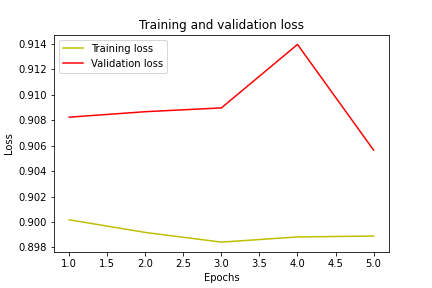 Training and validation loss
Training loss
Validation loss
0.914
0.912
0.910
0.908
0.906
0.904
0.902
0.900
0.898
Loss
1.0 1.5 2.0 2.5 3.0 3.5 4.0 4.5 5.0
Epochs